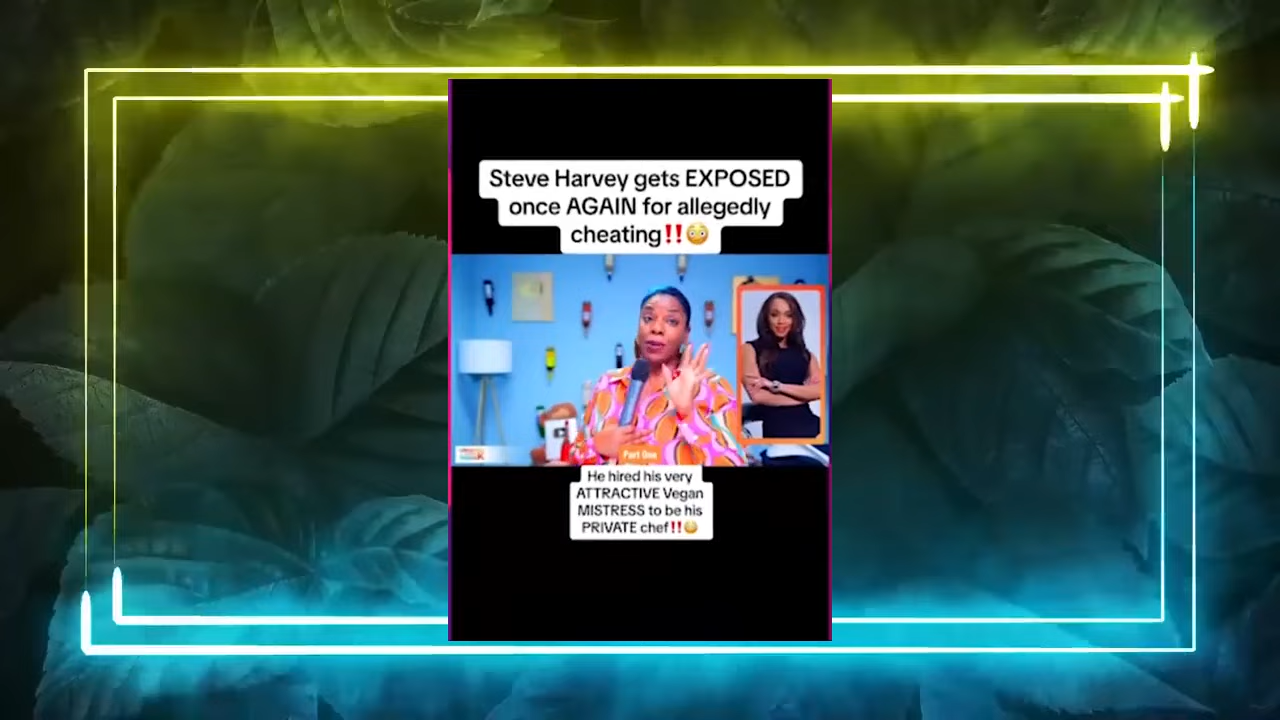 Steve Harvey gets EXPOSED
once AGAIN for allegedly
cheating‼️😳
Part One
He hired his very
ATTRACTIVE Vegan
MISTRESS to be his
PRIVATE chef‼️😳